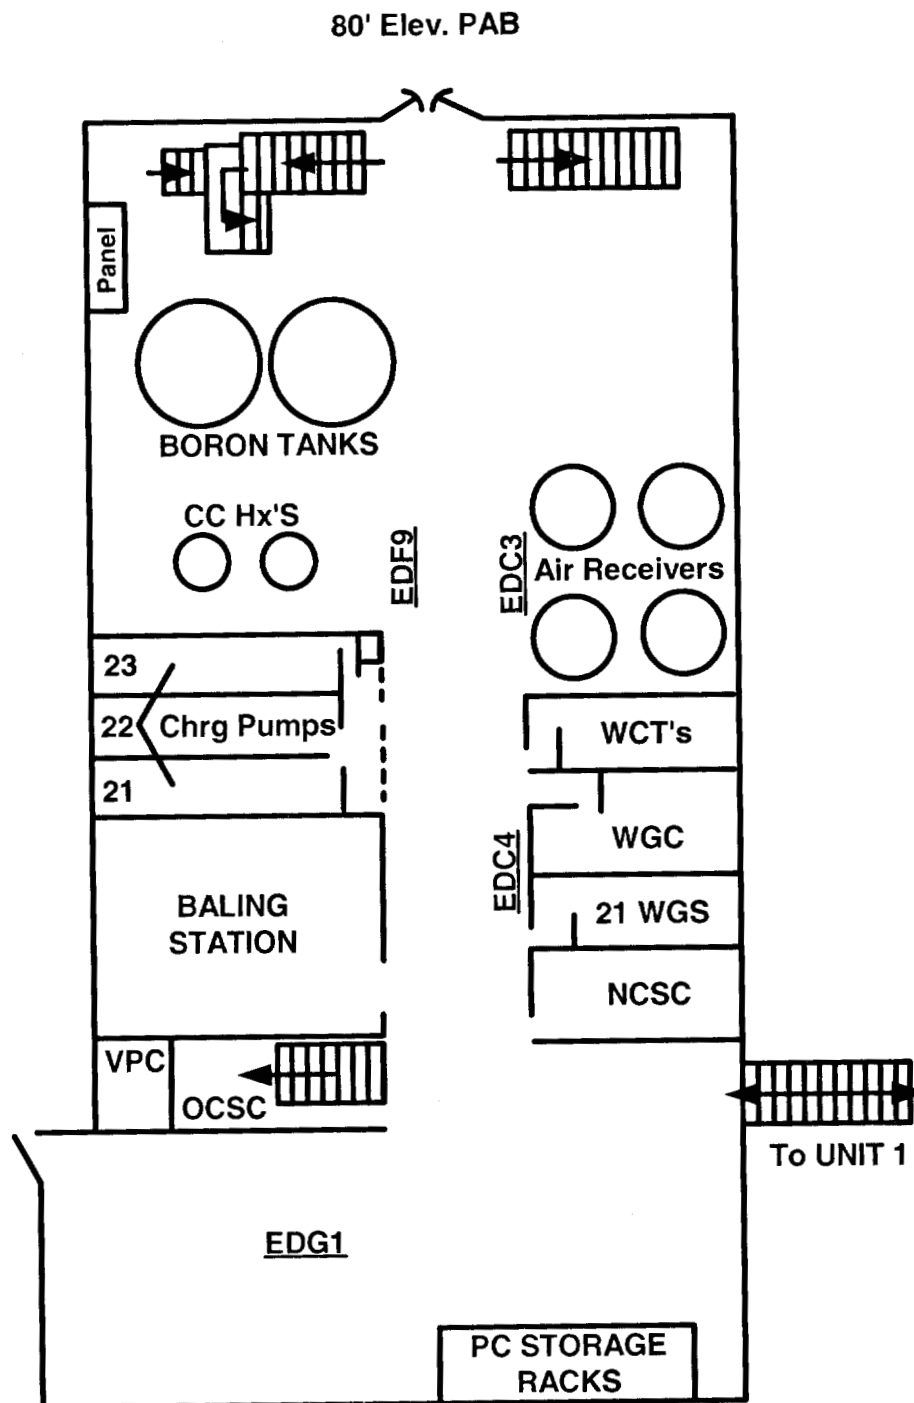 80' Elev. PAB
Panel
BORON TANKS
CC Hx'S
EDF9
EDC3
Air Receivers
23
22
Chrg Pumps
21
WCT's
WGC
EDC4
BALING
STATION
21 WGS
NCSC
VPC
OCSC
To UNIT 1
EDG1
PC STORAGE
RACKS